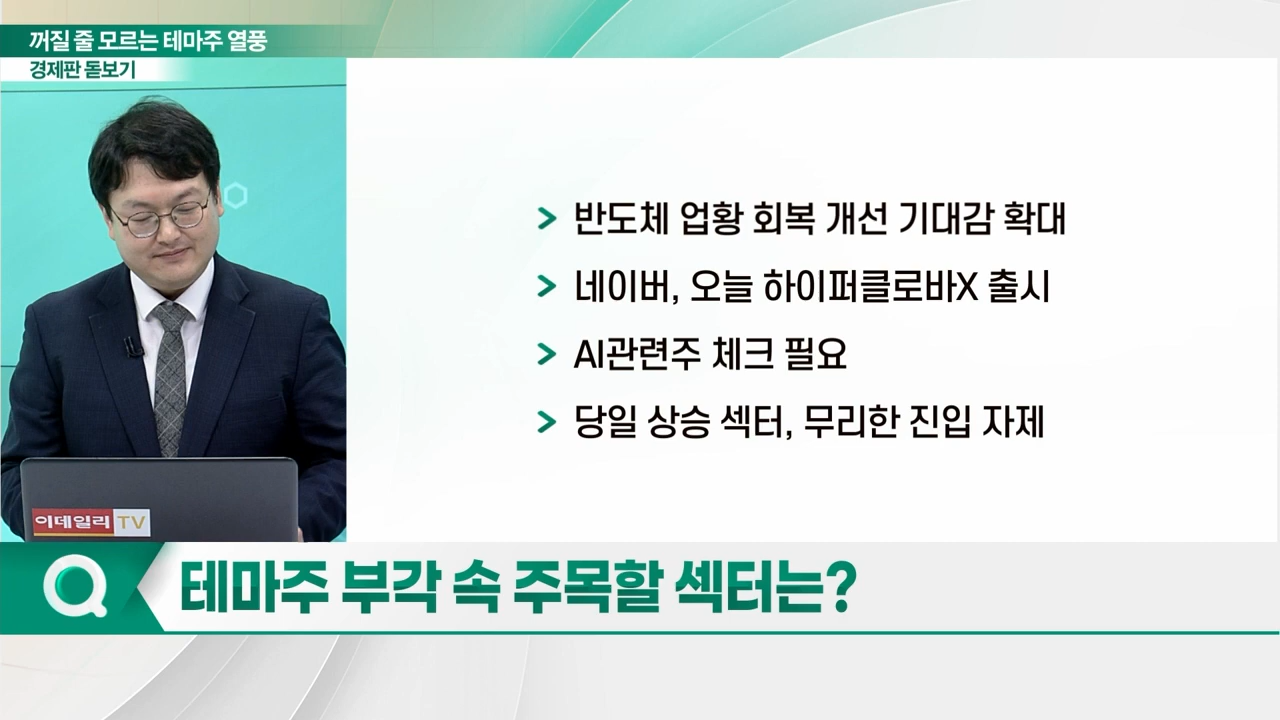 꺼질 줄 모르는 테마주 열풍
경제판 돋보기
> 반도체 업황 회복 개선 기대감 확대
> 네이버, 오늘 하이퍼클로바X 출시
> AI관련주 체크 필요
> 당일 상승 섹터, 무리한 진입 자제
이데일리 TV
Q 테마주 부각 속 주목할 섹터는?